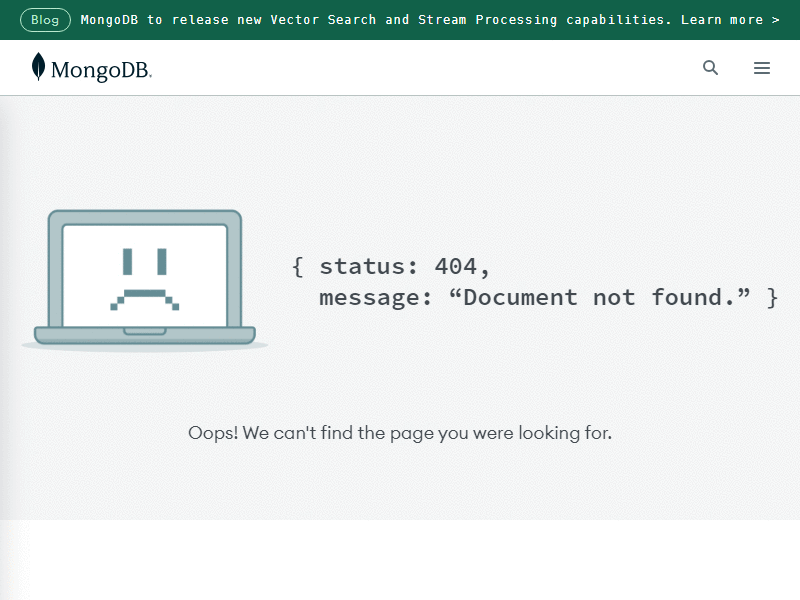 Blog MongoDB to release new Vector Search and Stream Processing capabilities. Learn more >
MongoDB.
{ status: 404,
message: “Document not found.” }
Oops! We can't find the page you were looking for.